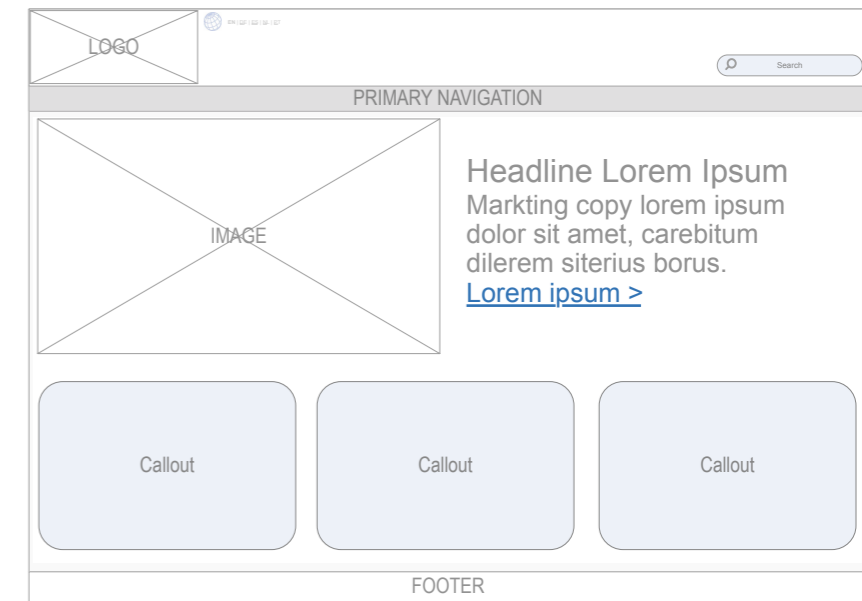 LOGO
EN |
Search
PRIMARY NAVIGATION
IMAGE
Headline Lorem Ipsum
Markting copy lorem ipsum
dolor sit amet, carebitum
dilerem siterius borus.
Lorem ipsum >
Callout
Callout
Callout
FOOTER